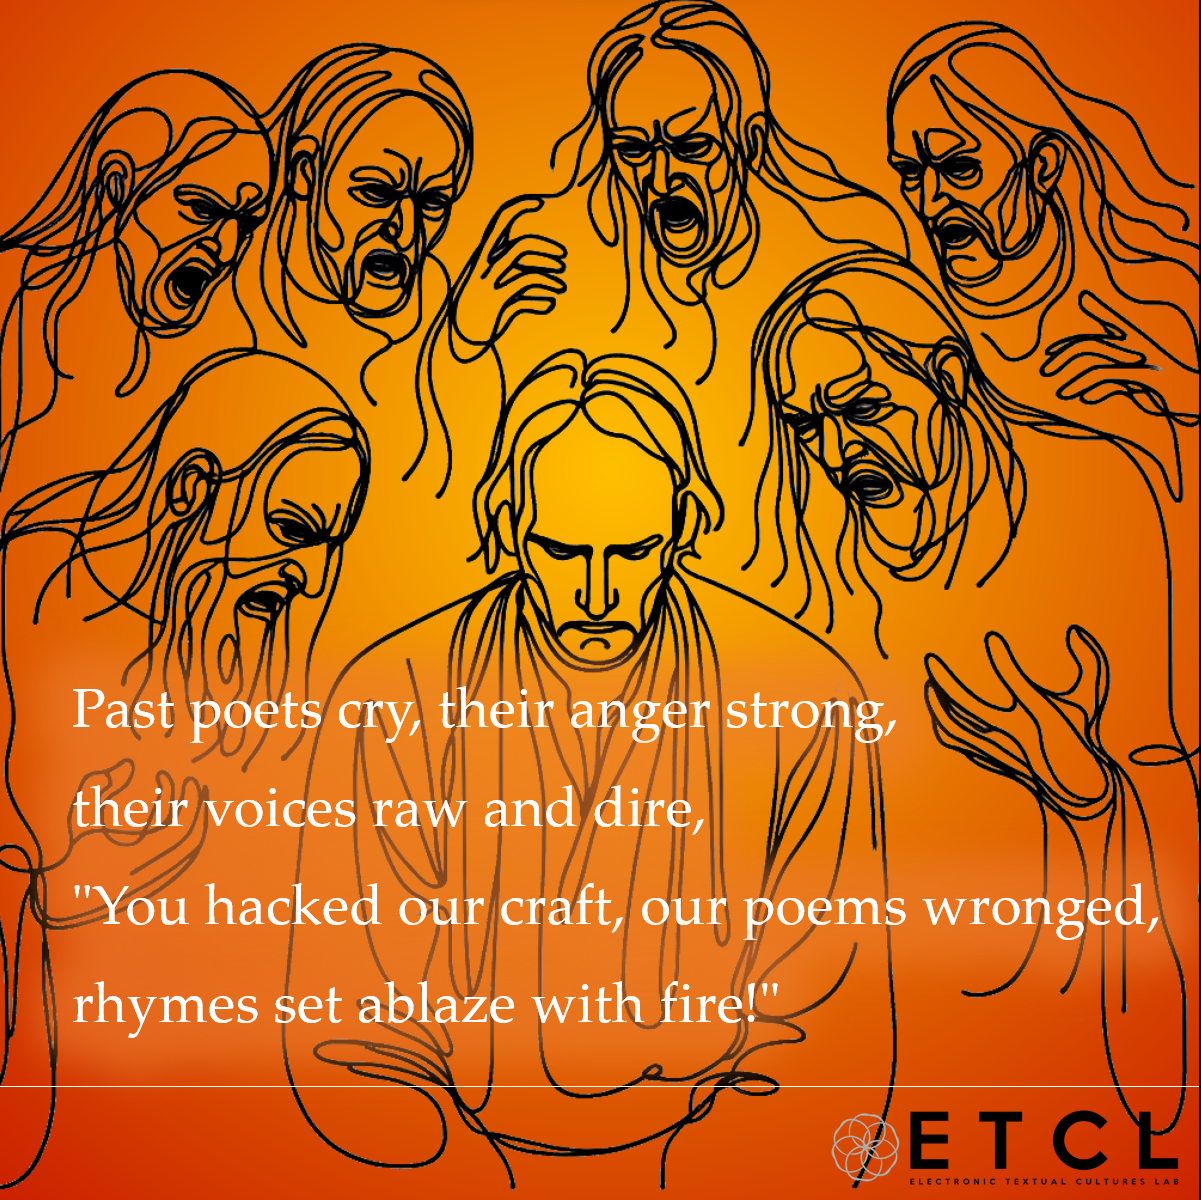 Past poets cry, their anger strong,
their voices raw and dire,
"You hacked our craft, our poems wronged,
rhymes set ablaze with fire!"
ETCL
ELECTRONIC TEXTUAL CULTURES LAB